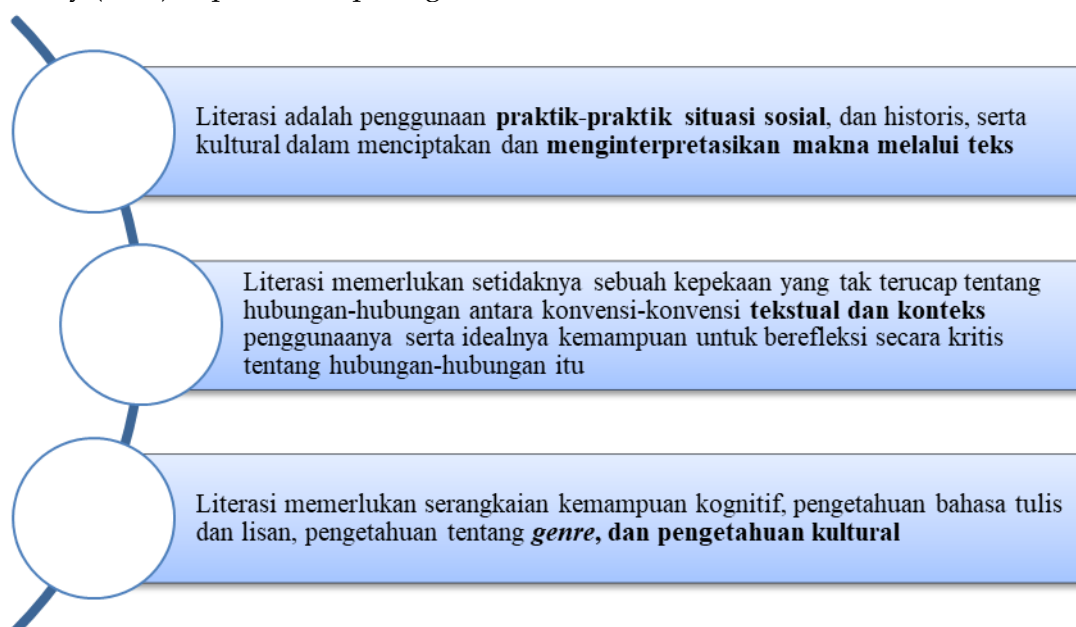 Literasi adalah penggunaan praktik-praktik situasi sosial, dan historis, serta
kultural dalam menciptakan dan menginterpretasikan makna melalui teks
Literasi memerlukan setidaknya sebuah kepekaan yang tak terucap tentang
hubungan-hubungan antara konvensi-konvensi tekstual dan konteks
penggunaanya serta idealnya kemampuan untuk berefleksi secara kritis
tentang hubungan-hubungan itu
Literasi memerlukan serangkaian kemampuan kognitif, pengetahuan bahasa tulis
dan lisan, pengetahuan tentang genre, dan pengetahuan kultural